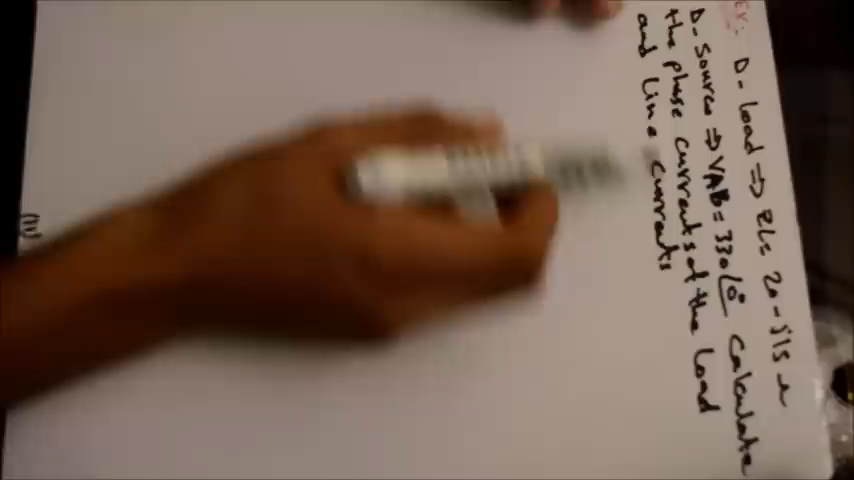 EX: D-load => ZL= 20-j15 Ω
D-Source => VAB = 330∠0° Calculate
the phase currents of the load
and line currents